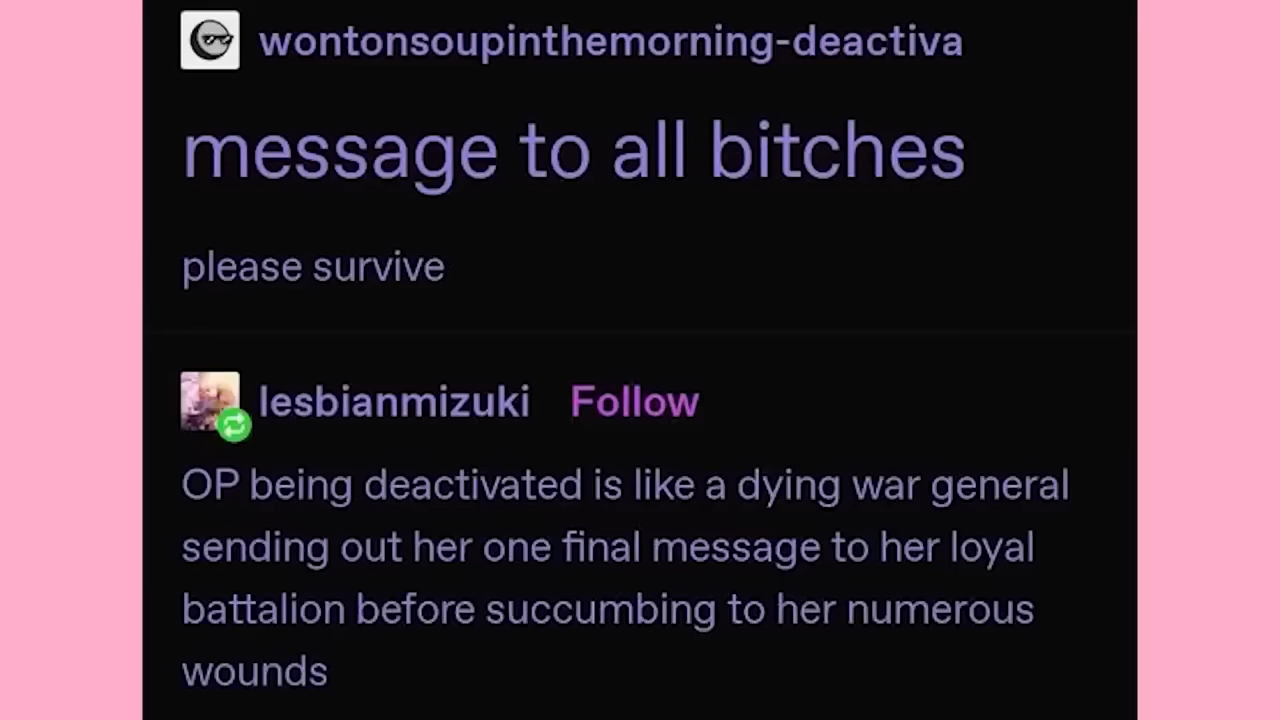 wontonsoupinthemorning-deactiva
message to all bitches
please survive
lesbianmizuki Follow
OP being deactivated is like a dying war general
sending out her one final message to her loyal
battalion before succumbing to her numerous
wounds